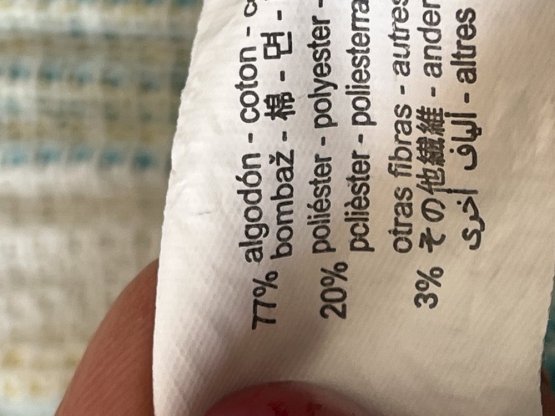 77% algodón - coton -
bombaž - 棉 - 면 -
20% poliéster - polyester -
polièster - poliesterra
otras fibras - autres
3% その他繊維 - ander
ألياف أخرى - altres